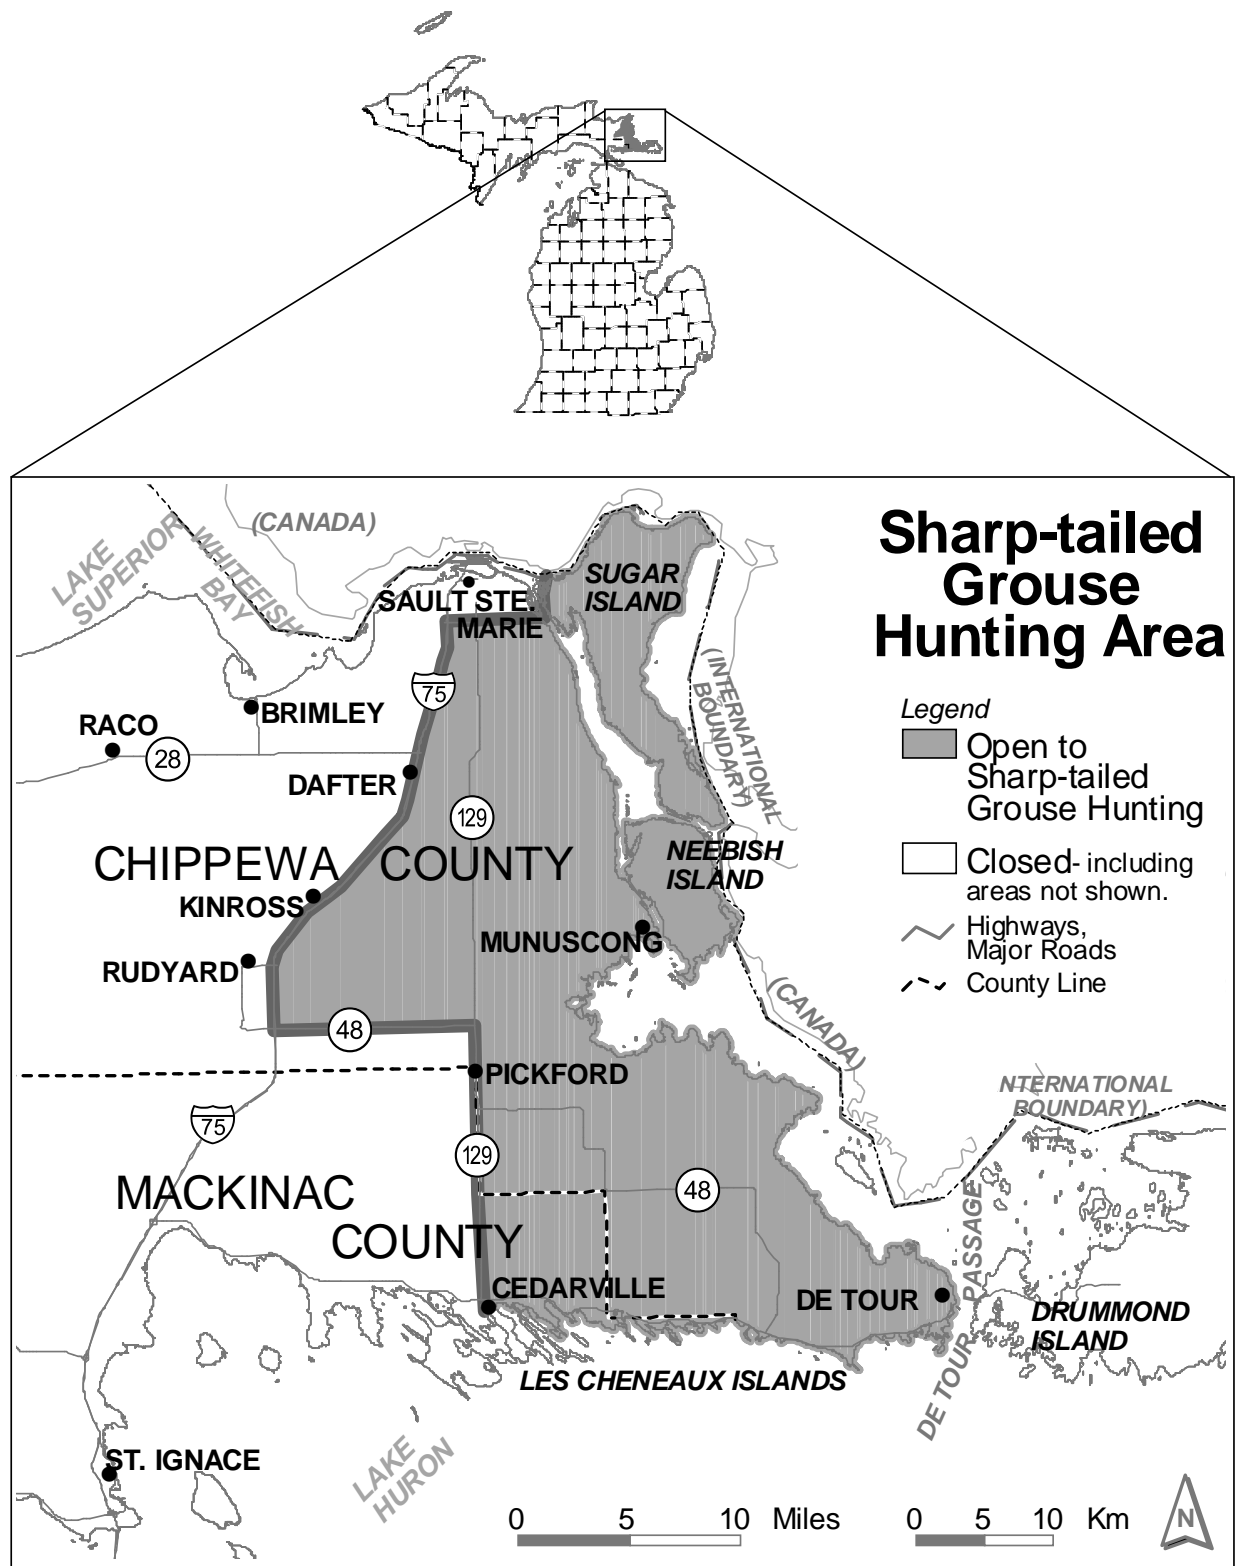 Sharp-tailed
Grouse
Hunting Area
Legend
Open to
Sharp-tailed
Grouse Hunting
Closed- including
areas not shown.
Highways,
Major Roads
County Line
(CANADA)
LAKE
SUPERIOR
WHITEFISH
BAY
SAULT STE.
MARIE
SUGAR
ISLAND
(INTERNATIONAL
BOUNDARY)
75
BRIMLEY
RACO
28
DAFTER
129
CHIPPEWA COUNTY
NEEBISH
ISLAND
KINROSS
MUNUSCONG
RUDYARD
(CANADA)
48
PICKFORD
NTERNATIONAL
BOUNDARY)
75
129
MACKINAC
COUNTY
48
CEDARVILLE
DE TOUR
DE TOUR PASSAGE
DRUMMOND
ISLAND
LES CHENEAUX ISLANDS
ST. IGNACE
LAKE
HURON
0 5 10 Miles
0 5 10 Km
N